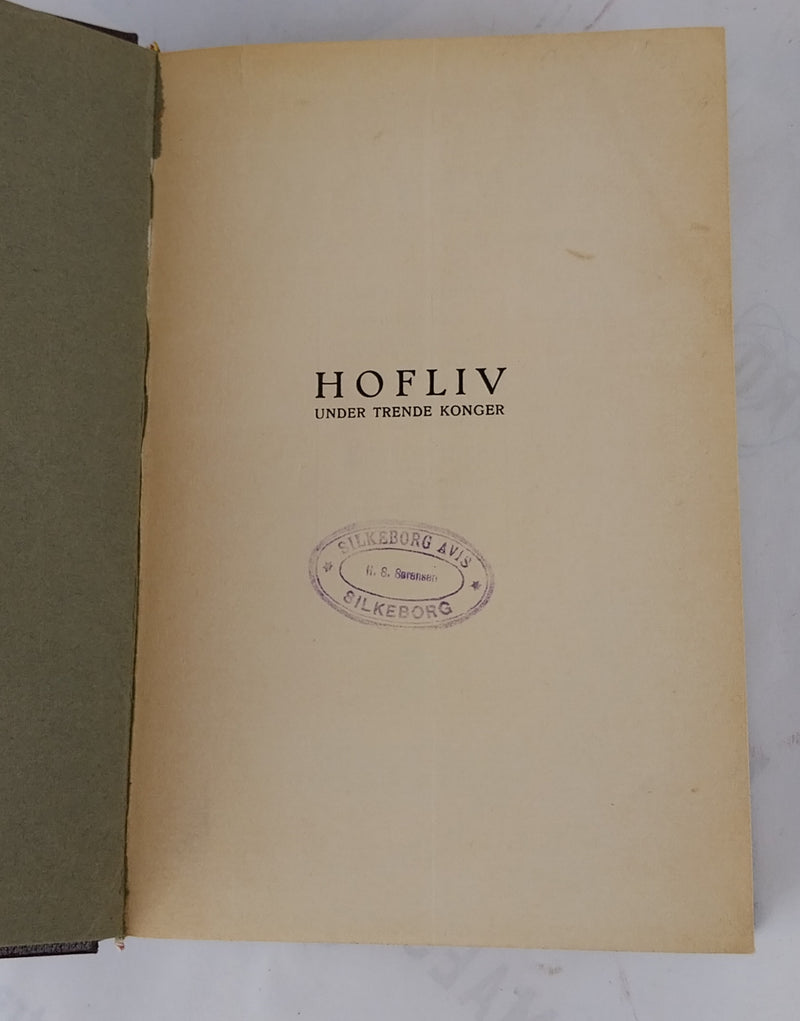 HOFLIV
UNDER TRENDE KONGER
SILKEBORG AVIS
S. Sørensen
SILKEBORG